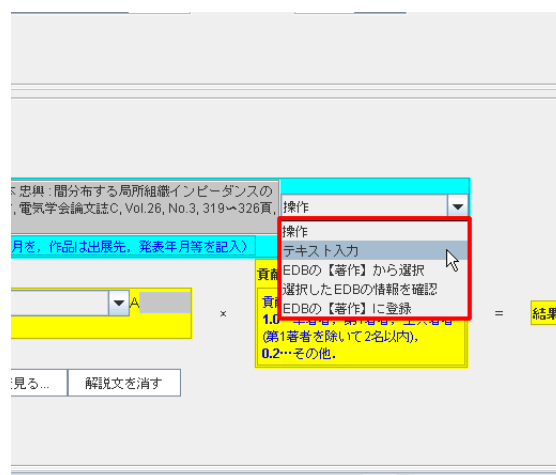 忠興 : 間分布する局所組織インピーダンスの
, 電気学会論文誌C, Vol.26, No.3, 319〜326頁,
操作
操作
テキスト入力
EDBの【著作】から選択
選択したEDBの情報を確認
EDBの【著作】に登録
月を，作品は出展先，発表年月等を記入）
貢
A
×
貢
1.0
(第1著者を除いて2名以内),
0.2…その他.
=
結果
見る...
解説文を消す